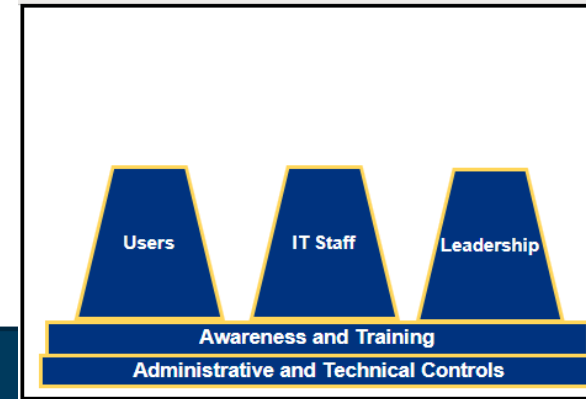 Users
IT Staff
Leadership
Awareness and Training
Administrative and Technical Controls